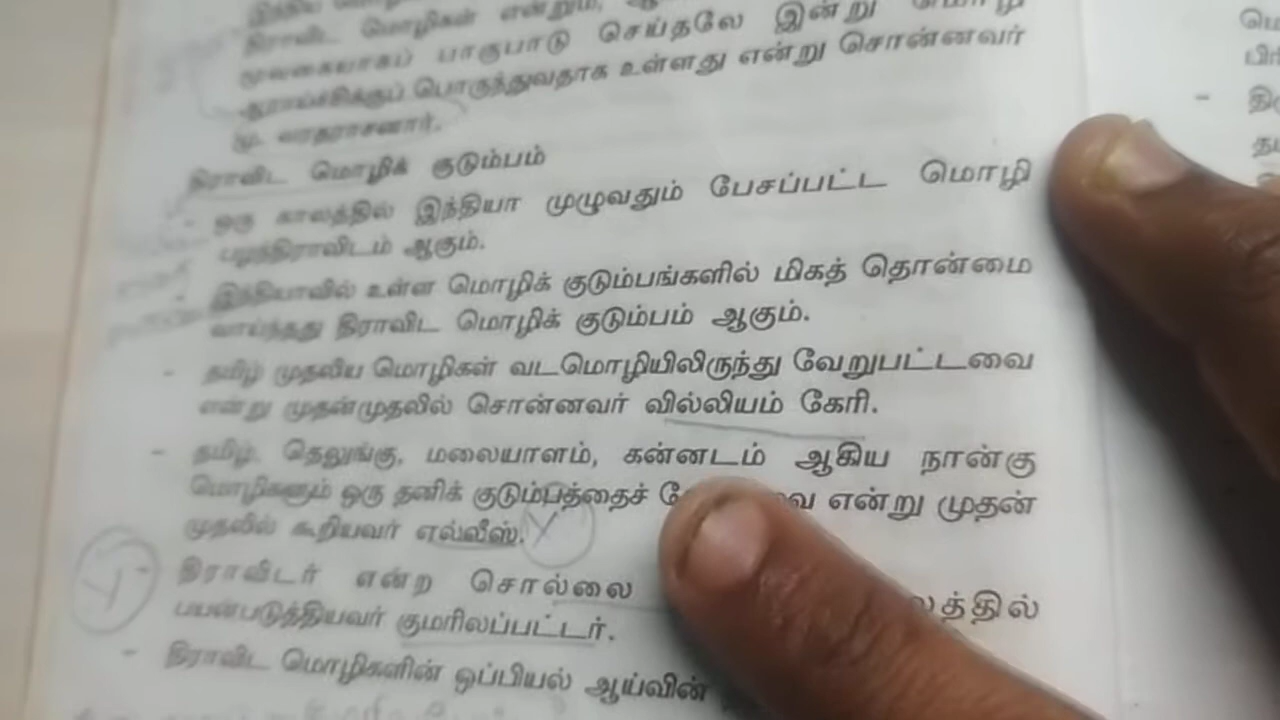 திராவிட மொழிகள் என்றும்,
மூவகையாகப் பாகுபாடு செய்தலே இன்று மொழி
ஆராய்ச்சிக்குப் பொருந்துவதாக உள்ளது என்று சொன்னவர்
மு. வரதராசனார்.
திராவிட மொழிக் குடும்பம்
- ஒரு காலத்தில் இந்தியா முழுவதும் பேசப்பட்ட மொழி
பழந்திராவிடம் ஆகும்.
- இந்தியாவில் உள்ள மொழிக் குடும்பங்களில் மிகத் தொன்மை
வாய்ந்தது திராவிட மொழிக் குடும்பம் ஆகும்.
- தமிழ் முதலிய மொழிகள் வடமொழியிலிருந்து வேறுபட்டவை
என்று முதன்முதலில் சொன்னவர் வில்லியம் கேரி.
- தமிழ், தெலுங்கு, மலையாளம், கன்னடம் ஆகிய நான்கு
மொழிகளும் ஒரு தனிக் குடும்பத்தைச் என்று முதன்
முதலில் கூறியவர் எல்லீஸ்.
- திராவிடர் என்ற சொல்லை
பயன்படுத்தியவர் குமரிலப்பட்டர்.
- திராவிட மொழிகளின் ஒப்பியல் ஆய்வின்